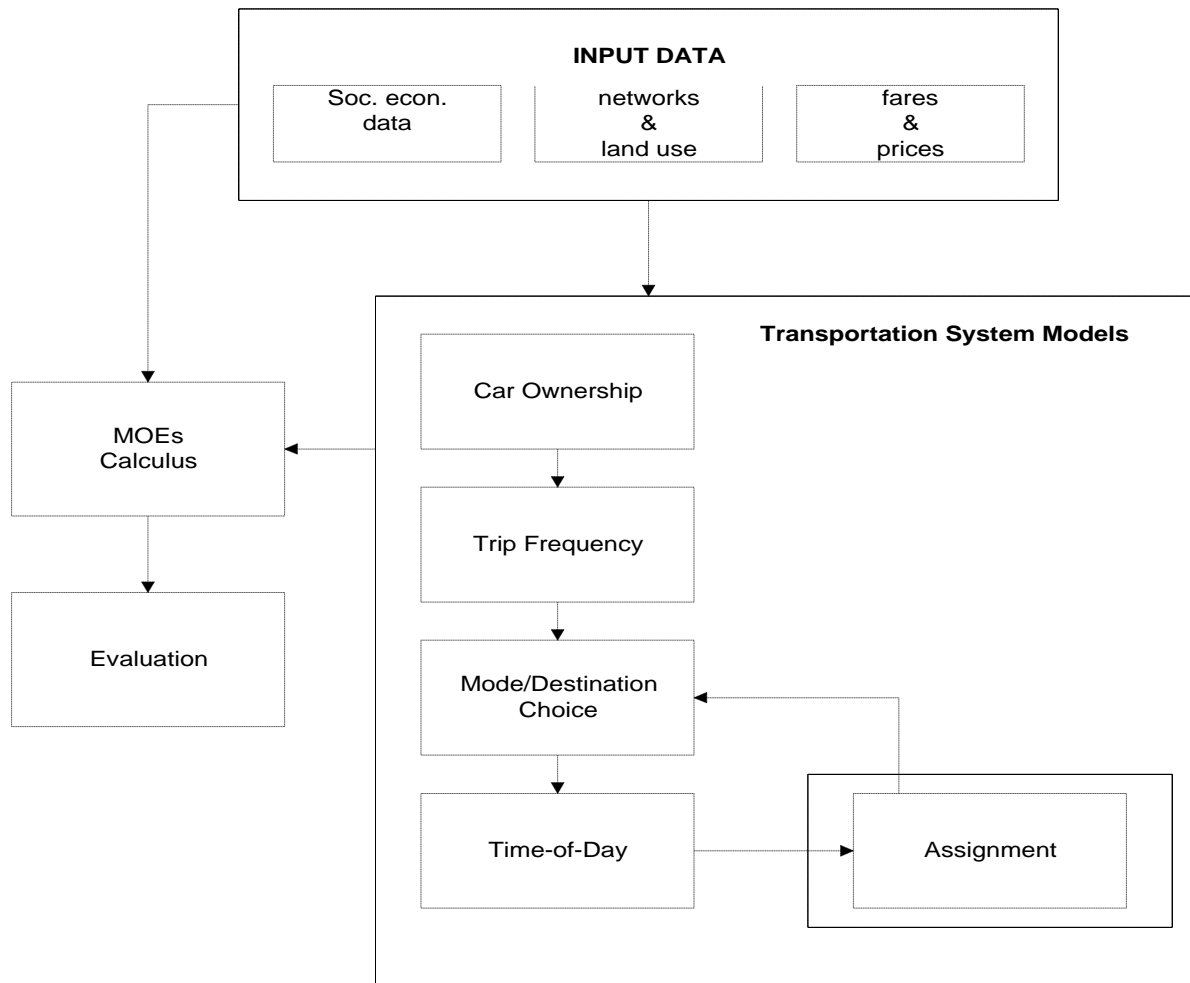 INPUT DATA
Soc. econ.
data
networks
&
land use
fares
&
prices
Transportation System Models
Car Ownership
MOEs
Calculus
Trip Frequency
Evaluation
Mode/Destination
Choice
Time-of-Day
Assignment